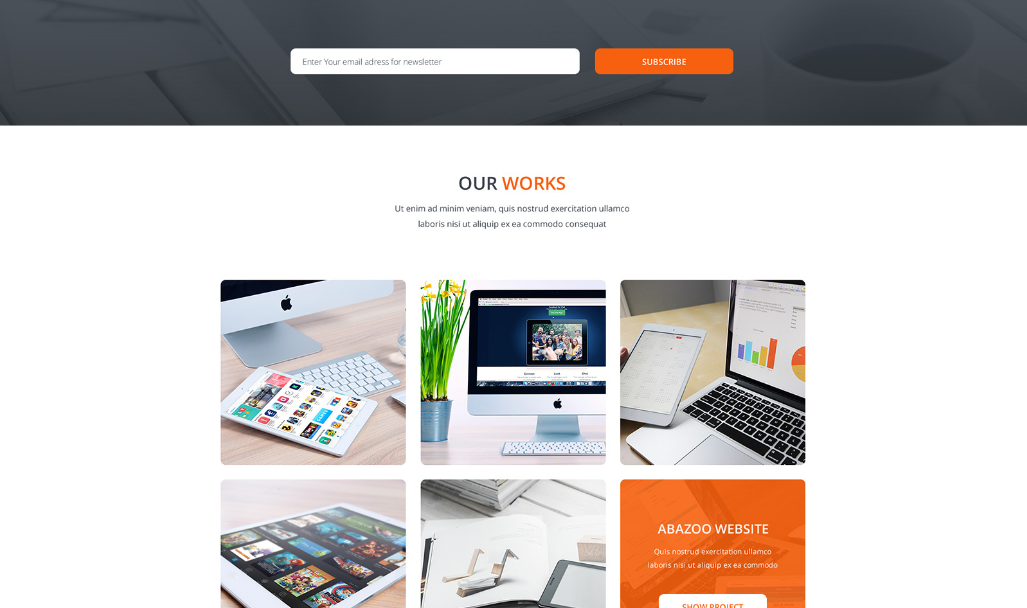 Enter Your email adress for newsletter
SUBSCRIBE
OUR WORKS
Ut enim ad minim veniam, quis nostrud exercitation ullamco
laboris nisi ut aliquip ex ea commodo consequat
ABAZOO WEBSITE
Quis nostrud exercitation ullamco
laboris nisi ut aliquip ex ea commodo
SHOW PROJECT